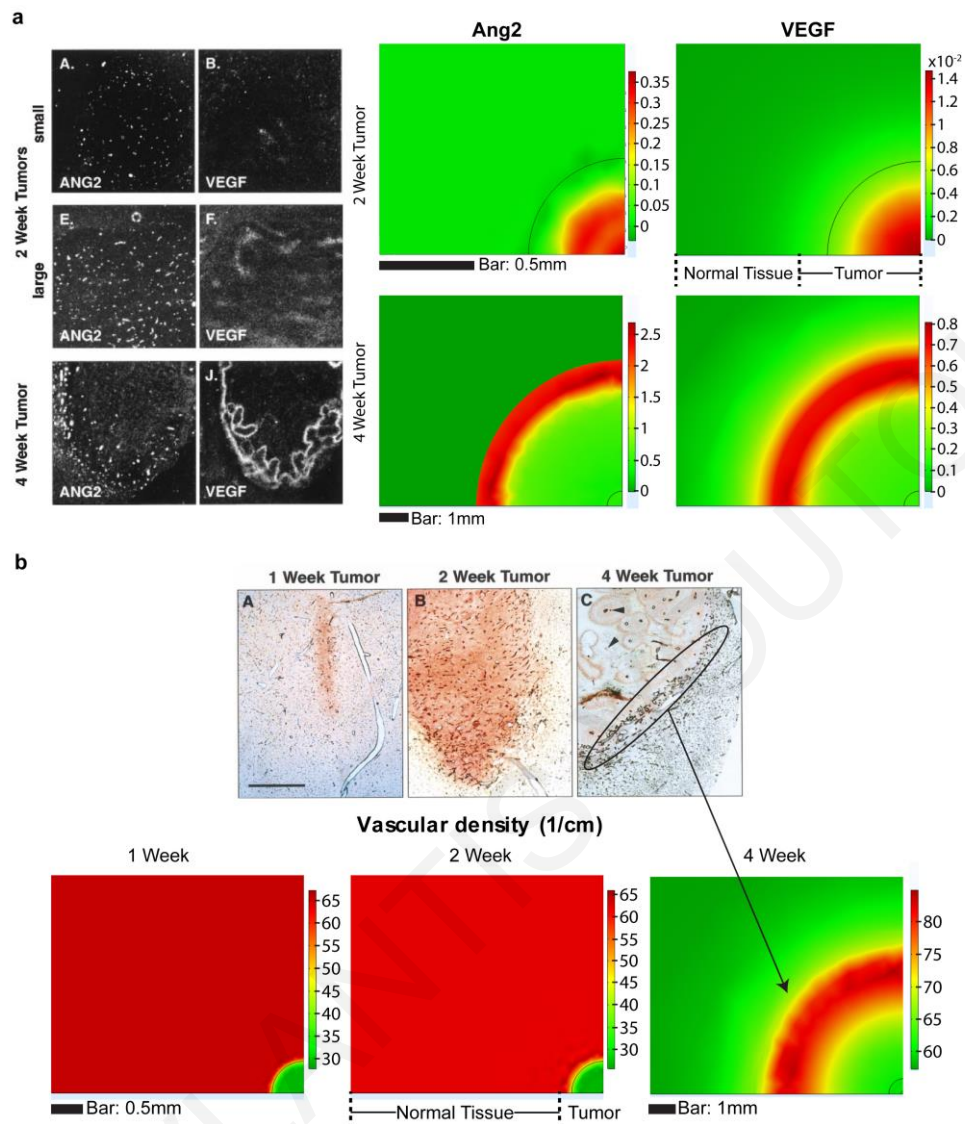 a
Ang2
VEGF
2 Week Tumors
small
A.
ANG2
B.
VEGF
large
E.
ANG2
F.
VEGF
4 Week Tumor
ANG2
J.
VEGF
2 Week Tumor
0.35
0.3
0.25
0.2
0.15
0.1
0.05
0
Bar: 0.5mm
x10-2
1.4
1.2
1
0.8
0.6
0.4
0.2
0
Normal Tissue
Tumor
4 Week Tumor
2.5
2
1.5
1
0.5
0
Bar: 1mm
0.8
0.7
0.6
0.5
0.4
0.3
0.2
0.1
0
b
1 Week Tumor
2 Week Tumor
4 Week Tumor
A
B
C
Vascular density (1/cm)
1 Week
2 Week
4 Week
65
60
55
50
45
40
35
30
Bar: 0.5mm
65
60
55
50
45
40
35
30
Normal Tissue
Tumor
80
75
70
65
60
Bar: 1mm